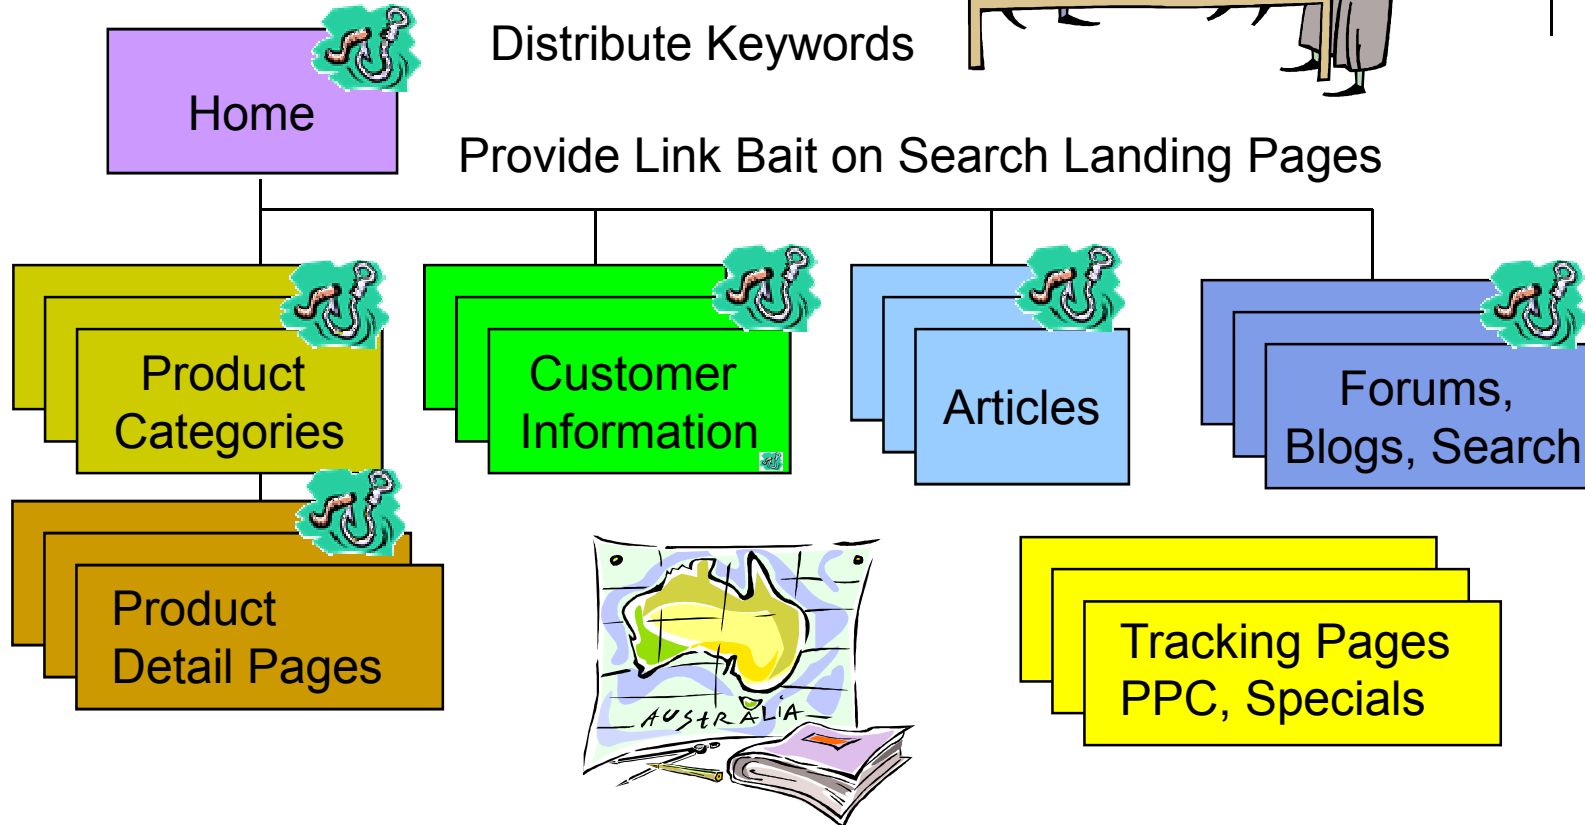 Distribute Keywords
Home
Provide Link Bait on Search Landing Pages
Product
Categories
Customer
Information
Articles
Forums,
Blogs, Search
Product
Detail Pages
AUStRALiA
Tracking Pages
PPC, Specials